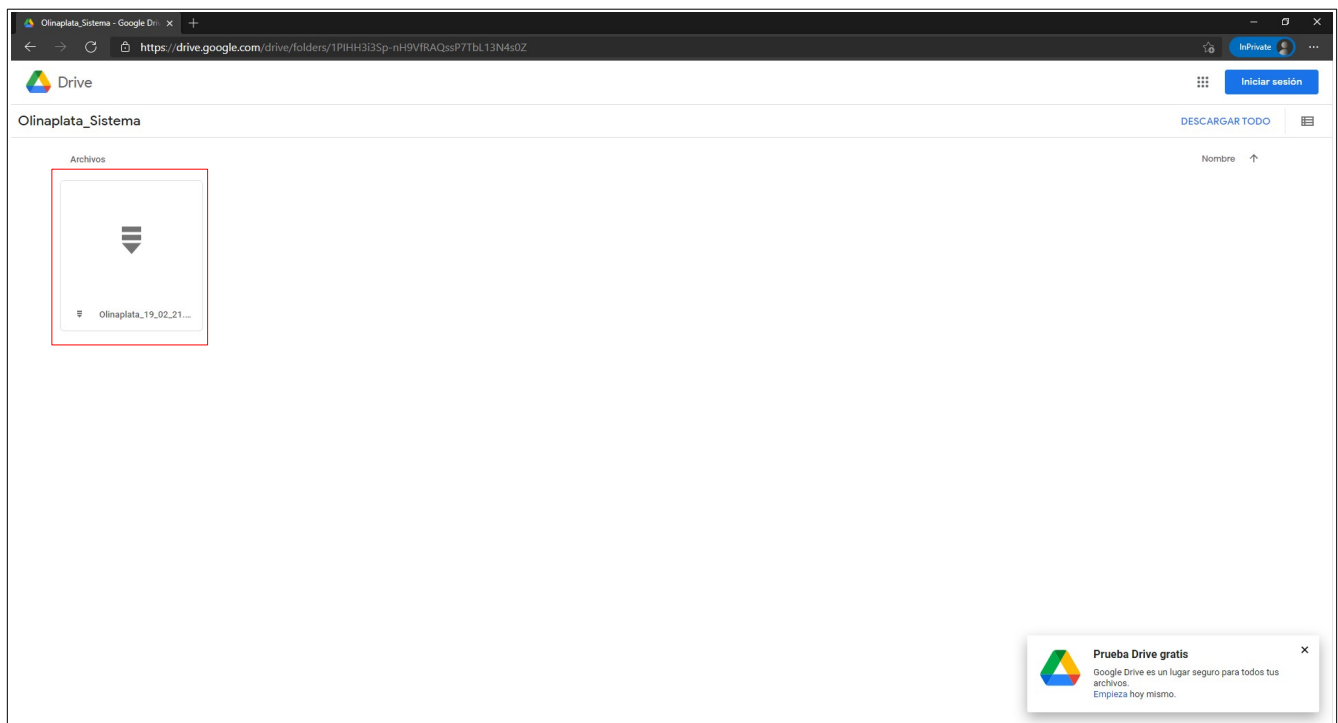 Olinaplata_Sistema - Google Dri
https://drive.google.com/drive/folders/1PIHH3i3Sp-nH9VfRAQssP7TbL13N4s0Z
InPrivate
Drive
Iniciar sesión
Olinaplata_Sistema
DESCARGAR TODO
Archivos
Nombre
Olinaplata_19_02_21....
Prueba Drive gratis
Google Drive es un lugar seguro para todos tus
archivos.
Empieza hoy mismo.